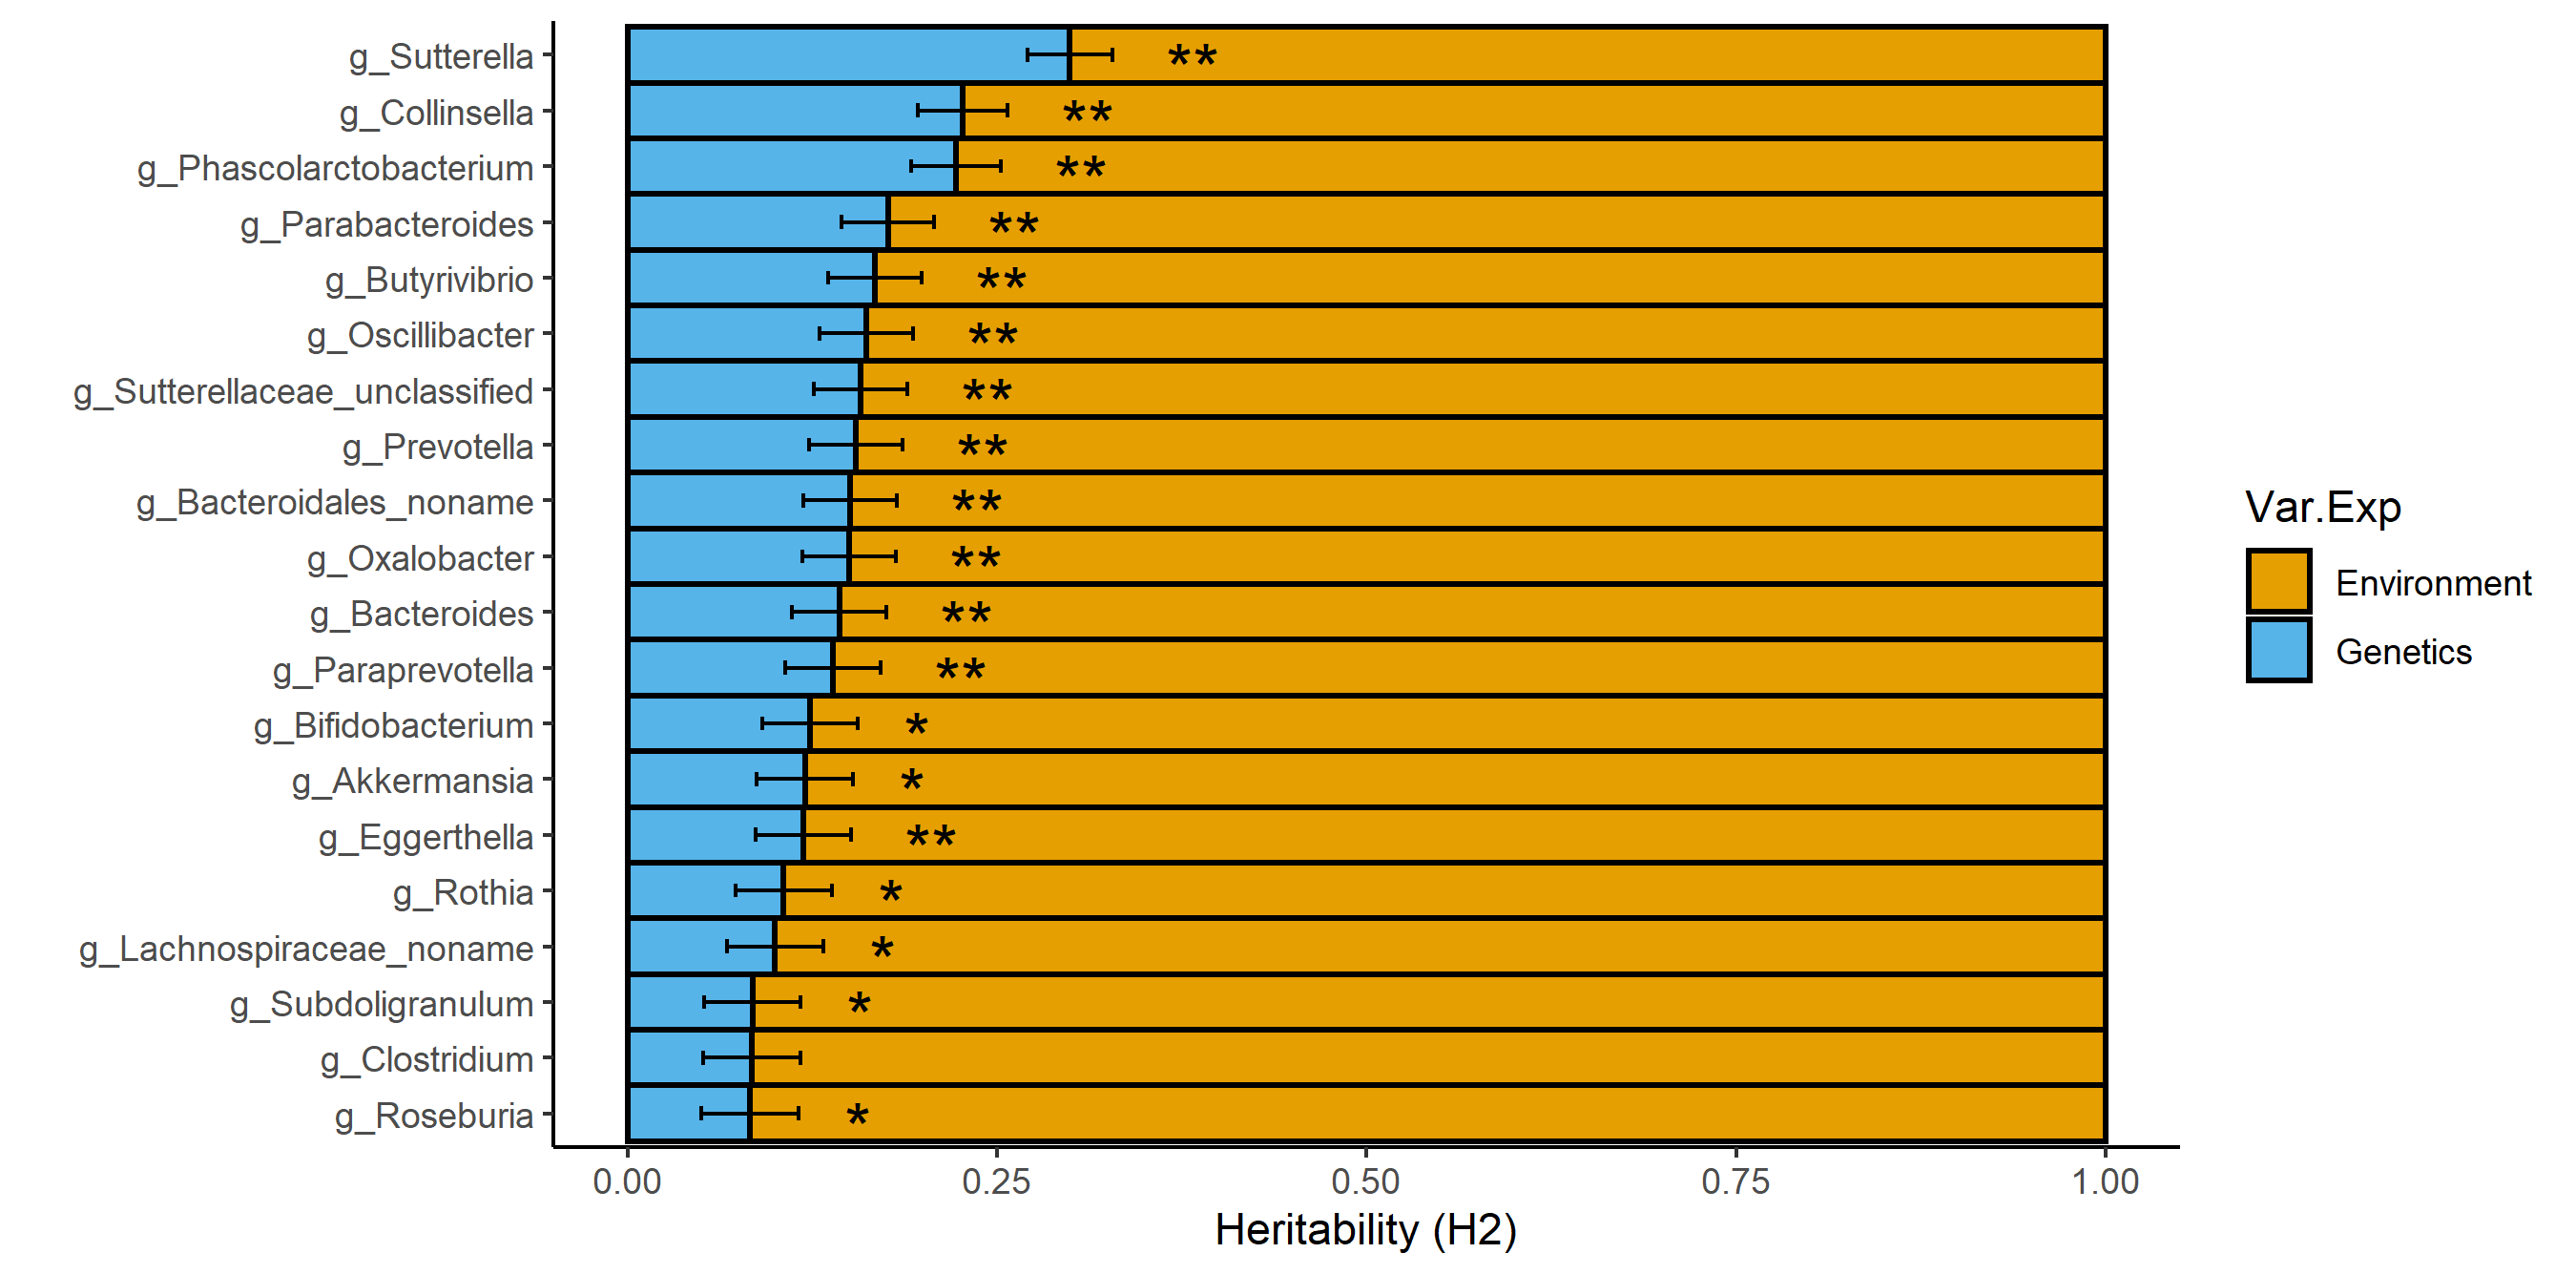 g_Sutterella **
g_Collinsella **
g_Phascolarctobacterium **
g_Parabacteroides **
g_Butyrivibrio **
g_Oscillibacter **
g_Sutterellaceae_unclassified **
g_Prevotella **
g_Bacteroidales_noname **
g_Oxalobacter **
g_Bacteroides **
g_Paraprevotella **
g_Bifidobacterium *
g_Akkermansia *
g_Eggerthella **
g_Rothia *
g_Lachnospiraceae_noname *
g_Subdoligranulum *
g_Clostridium
g_Roseburia *
0.00 0.25 0.50 0.75 1.00
Heritability (H2)
Var.Exp
Environment
Genetics